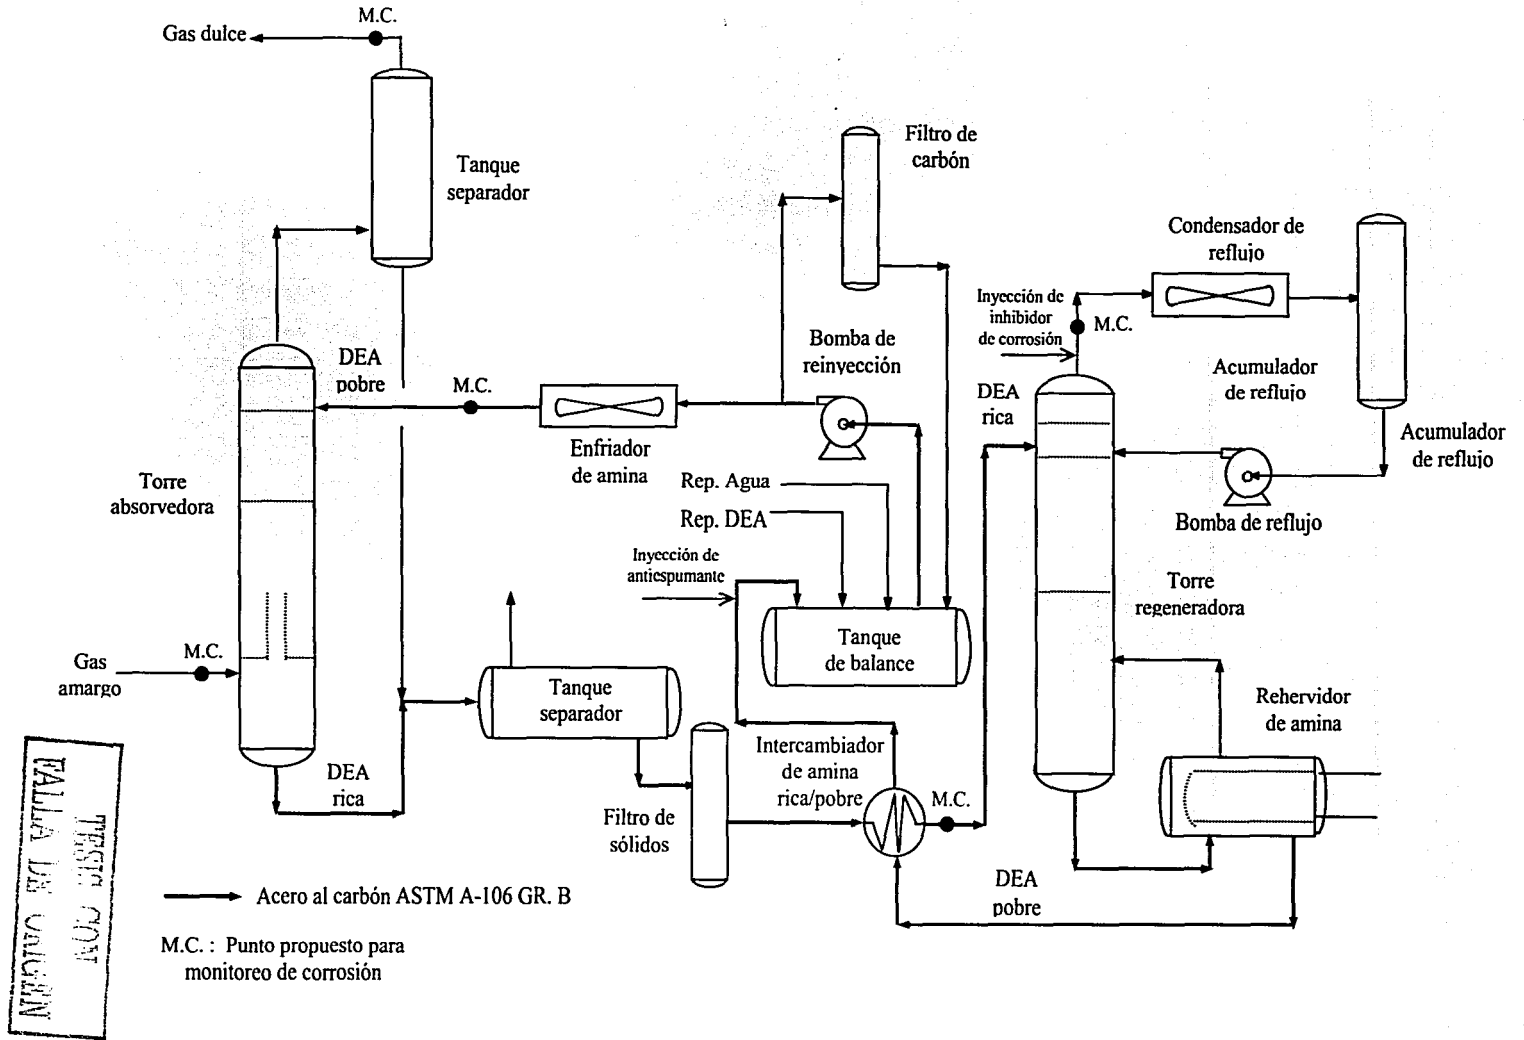 M.C.
Gas dulce
Tanque
separador
Filtro de
carbón
Condensador de
reflujo
Inyección de
inhibidor
de corrosión
M.C.
Bomba de
reinyección
DEA
pobre
M.C.
Acumulador
de reflujo
DEA
rica
Acumulador
de reflujo
Enfriador
de amina
Torre
absorvedora
Rep. Agua
Rep. DEA
Bomba de reflujo
Inyección de
antiespumante
Torre
regeneradora
Tanque
de balance
M.C.
Gas
amargo
Tanque
separador
Rehervidor
de amina
Intercambiador
de amina
rica/pobre
DEA
rica
M.C.
Filtro de
sólidos
DEA
pobre
Acero al carbón ASTM A-106 GR. B
M.C. : Punto propuesto para
monitoreo de corrosión
TESIS CON
FALLA DE ORIGEN